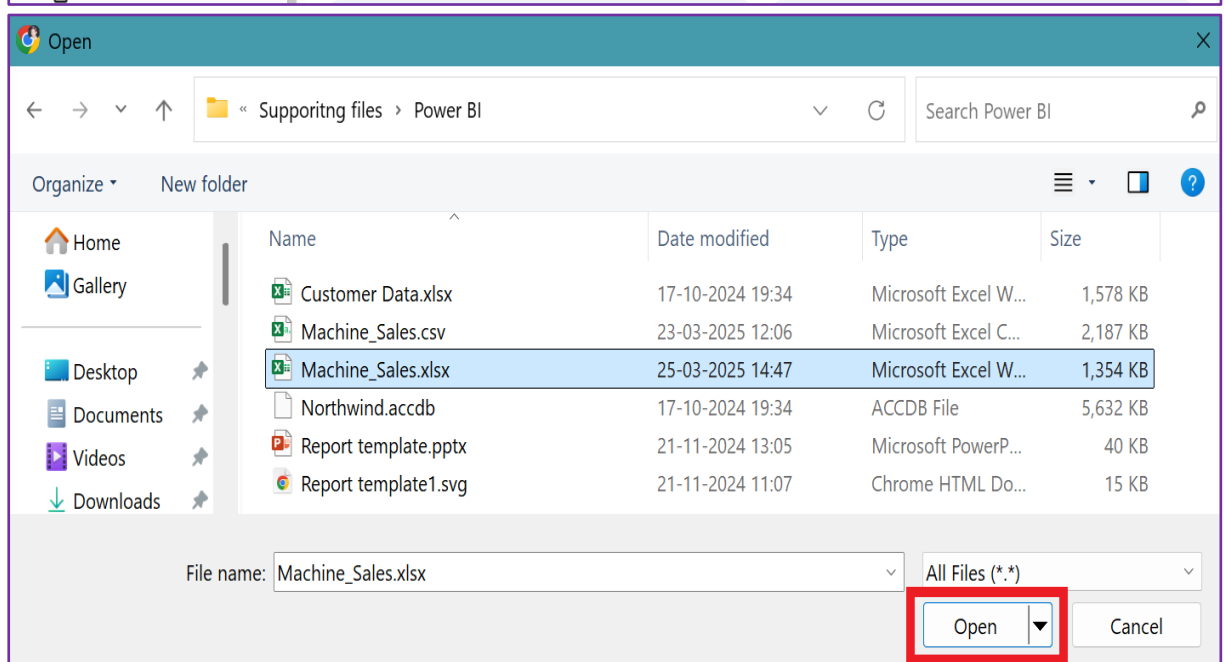 Open
« Supporitng files > Power BI
Search Power BI
Organize
New folder
Home
Gallery
Desktop
Documents
Videos
Downloads
Name Date modified Type Size
Customer Data.xlsx 17-10-2024 19:34 Microsoft Excel W... 1,578 KB
Machine_Sales.csv 23-03-2025 12:06 Microsoft Excel C... 2,187 KB
Machine_Sales.xlsx 25-03-2025 14:47 Microsoft Excel W... 1,354 KB
Northwind.accdb 17-10-2024 19:34 ACCDB File 5,632 KB
Report template.pptx 21-11-2024 13:05 Microsoft PowerP... 40 KB
Report template1.svg 21-11-2024 11:07 Chrome HTML Do... 15 KB
File name: Machine_Sales.xlsx
All Files (*.*)
Open
Cancel